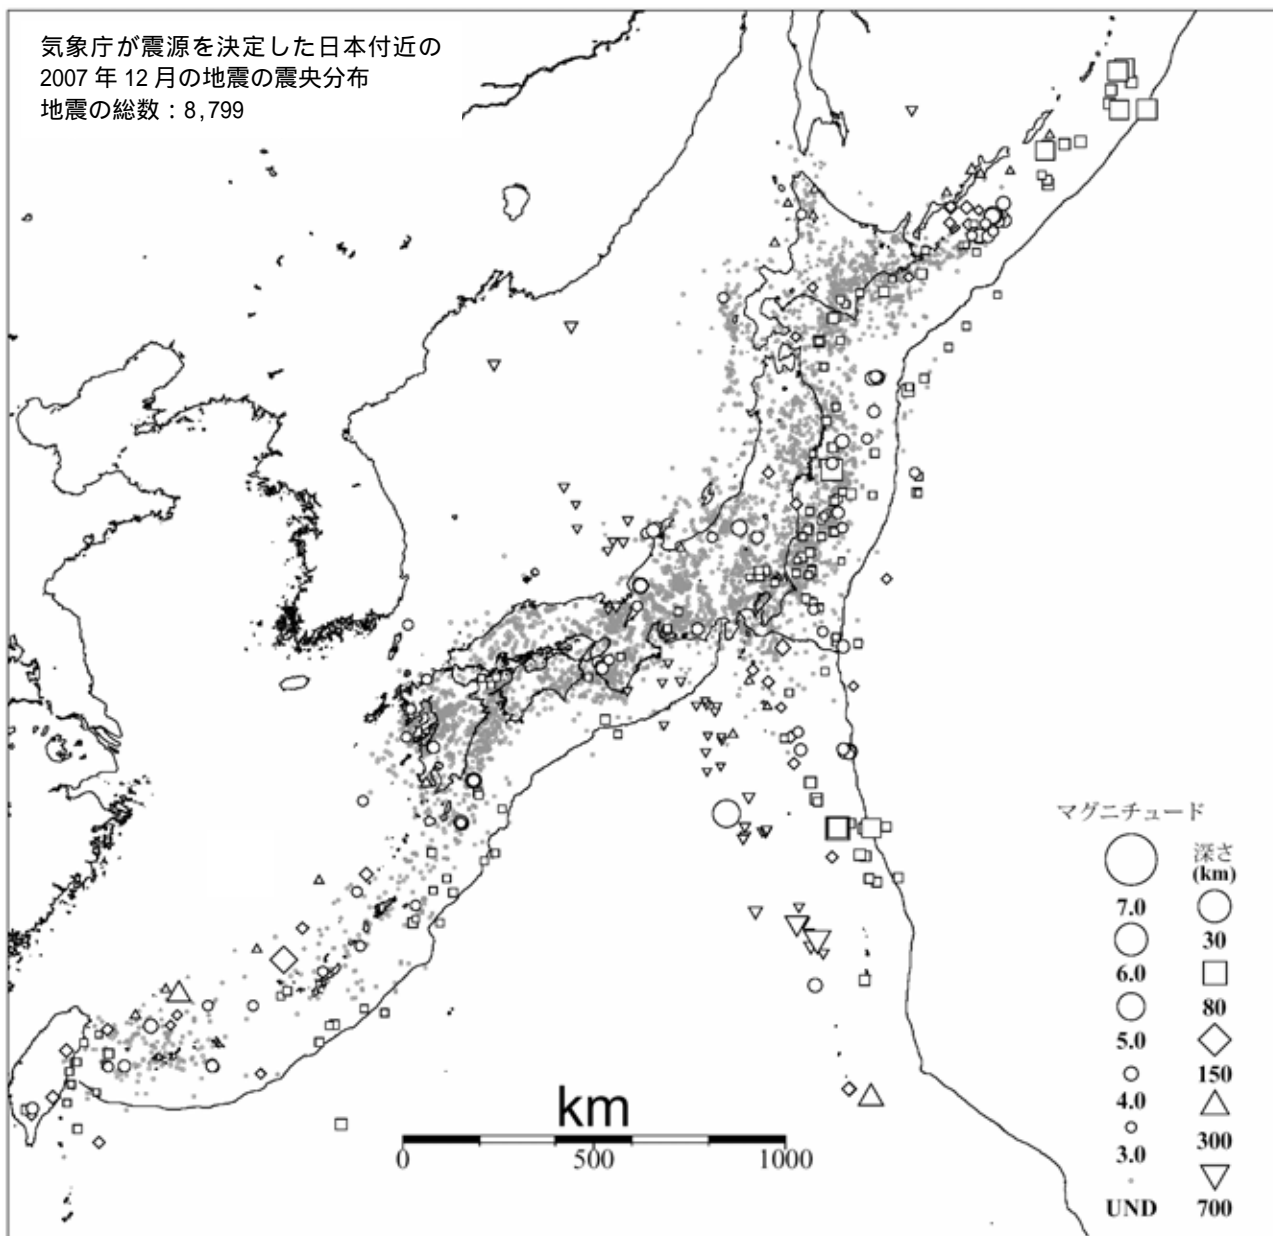 気象庁が震源を決定した日本付近の
2007 年 12 月の地震の震央分布
地震の総数：8,799
マグニチュード
深さ
(km)
7.0
30
6.0
80
5.0
150
4.0
300
3.0
UND 700
km
0 500 1000